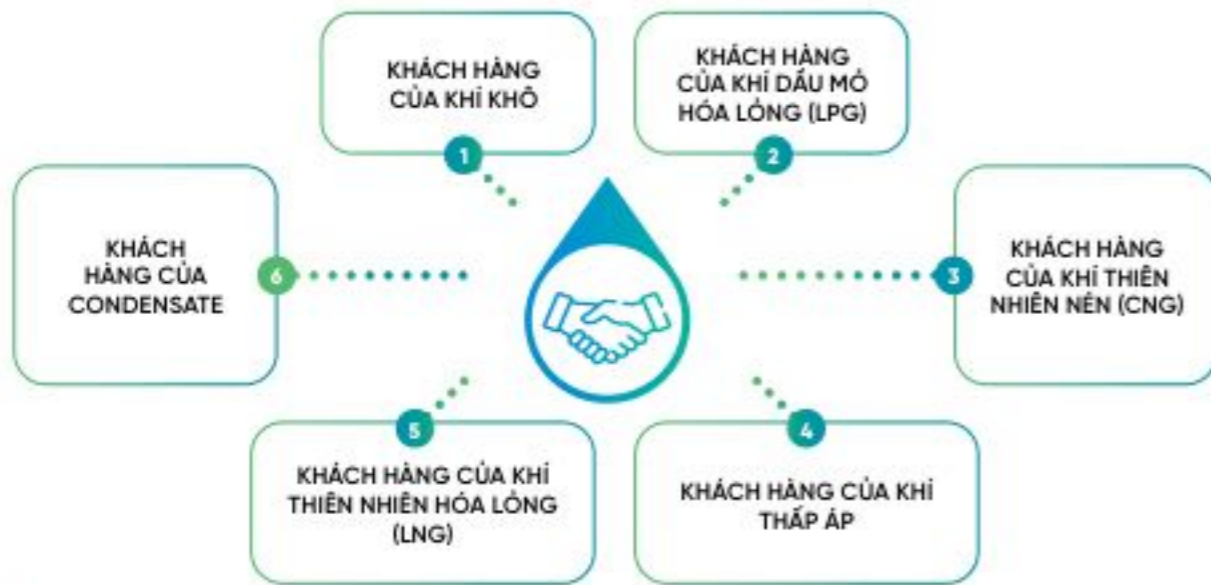 KHÁCH HÀNG
CỦA KHÍ KHÔ
1
KHÁCH HÀNG
CỦA KHÍ DẦU MỎ
HÓA LỎNG (LPG)
2
KHÁCH HÀNG
CỦA KHÍ THIÊN
NHIÊN NÉN (CNG)
3
KHÁCH HÀNG CỦA KHÍ
THẤP ÁP
4
KHÁCH HÀNG CỦA KHÍ
THIÊN NHIÊN HÓA LỎNG
(LNG)
5
KHÁCH
HÀNG CỦA
CONDENSATE
6